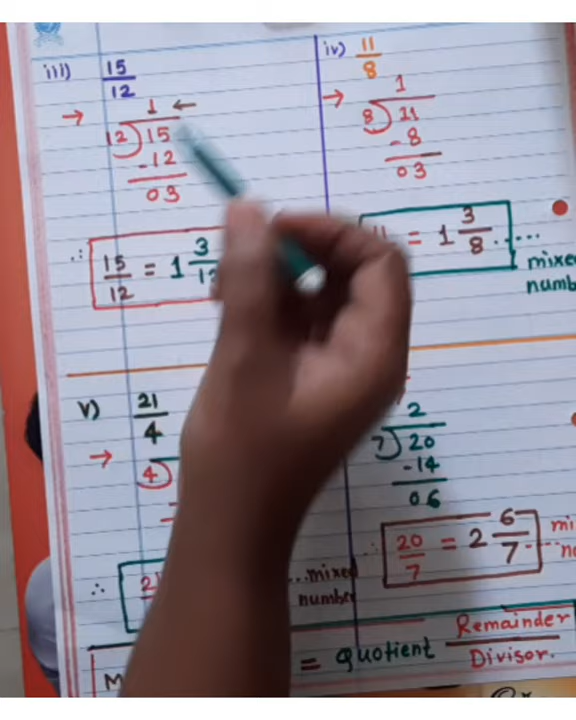 iii) 15
12
→ 1 ←
12) 15
-12
03
∴ 15/12 = 1 3/12
iv) 11
8
→ 1
8) 11
-8
03
= 1 3/8 .....
mixed
numb
v) 21
4
→ 4)
2
7) 20
-14
06
∴ 20/7 = 2 6/7 ....
...mixed
number
= quotient Remainder
Divisor.